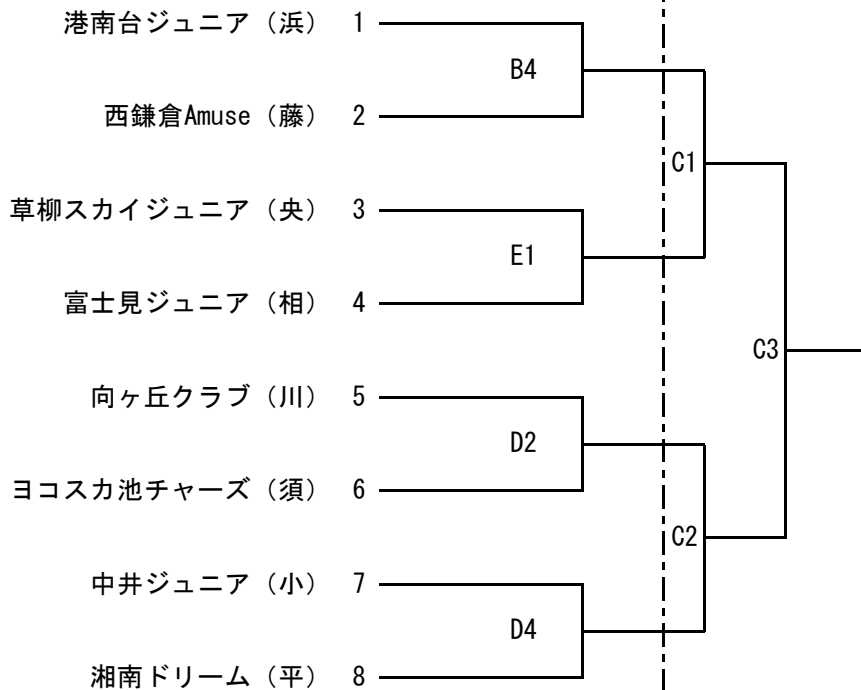 港南台ジュニア（浜） 1
B4
西鎌倉Amuse（藤） 2
C1
草柳スカイジュニア（央） 3
E1
富士見ジュニア（相） 4
C3
向ヶ丘クラブ（川） 5
D2
ヨコスカ池チャーズ（須） 6
C2
中井ジュニア（小） 7
D4
湘南ドリーム（平） 8